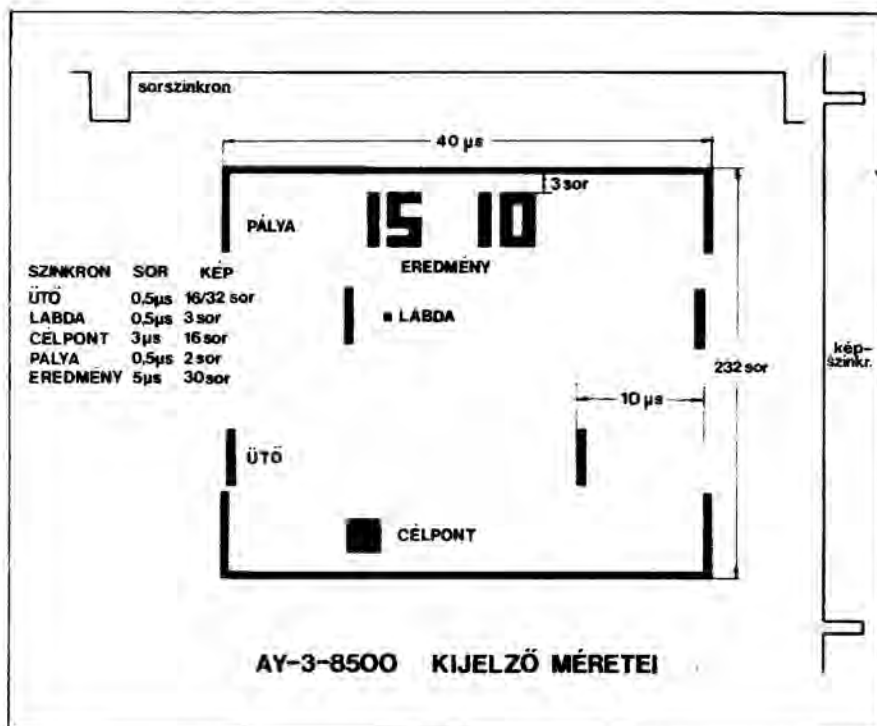 sorszinkron
40 µs
3 sor
PÁLYA
15 10
EREDMÉNY
SZINKRON SOR KÉP
ÜTŐ 0,5µs 16/32 sor
LABDA 0,5µs 3 sor
CÉLPONT 3µs 16 sor
PÁLYA 0,5µs 2 sor
EREDMÉNY 5µs 30 sor
LABDA
kép-
szinkr.
232 sor
10 µs
ÜTŐ
CÉLPONT
AY-3-8500 KIJELZŐ MÉRETEI